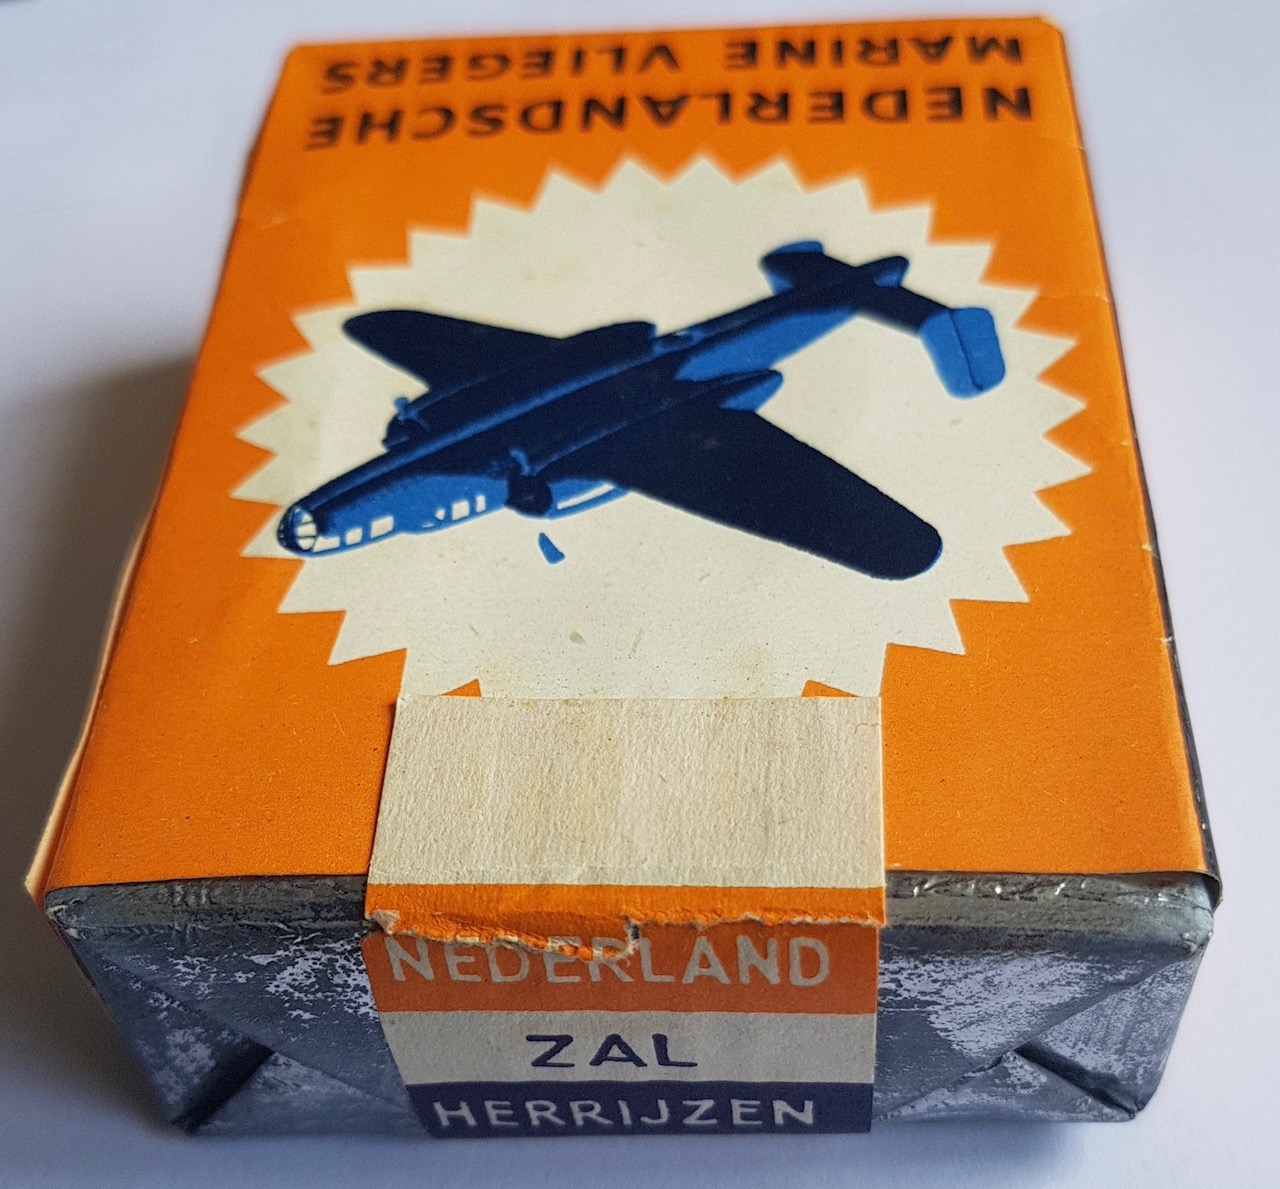 NEDERLANDSCHE
MARINE VLIEGERS
NEDERLAND
ZAL
HERRIJZEN